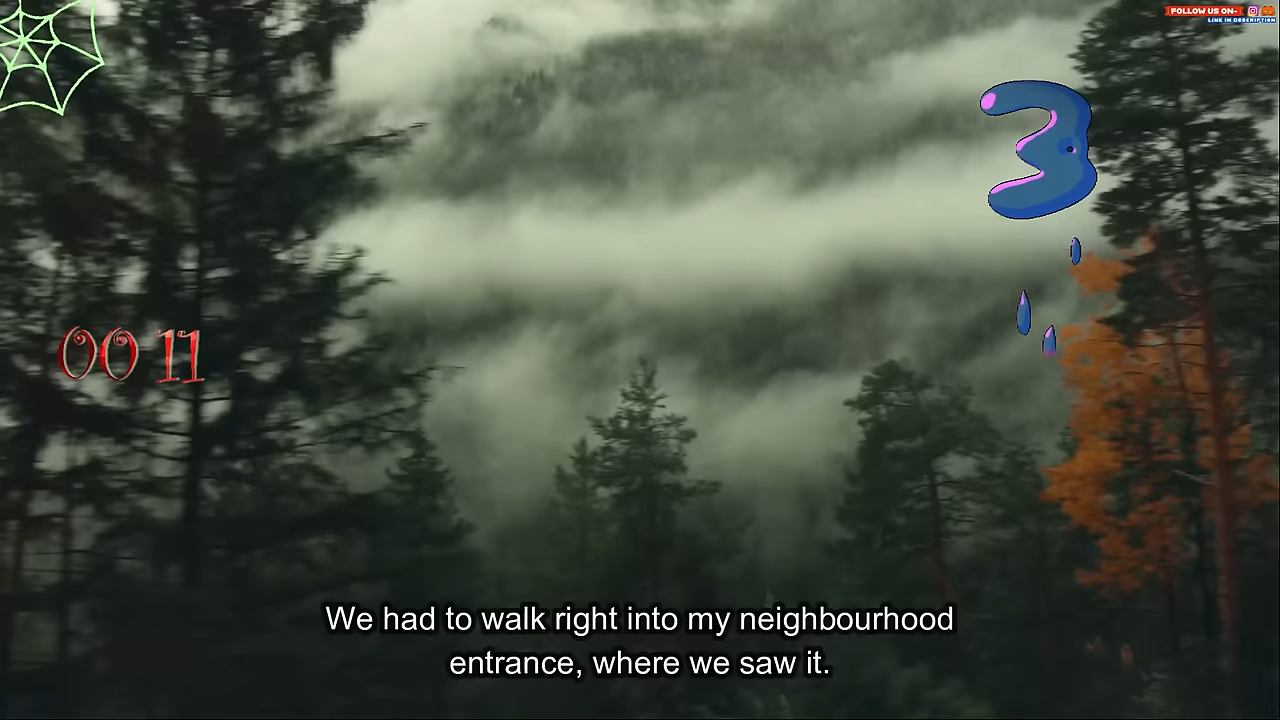 FOLLOW US ON-
LINK IN DESCRIPTION
3
00 11
We had to walk right into my neighbourhood
entrance, where we saw it.